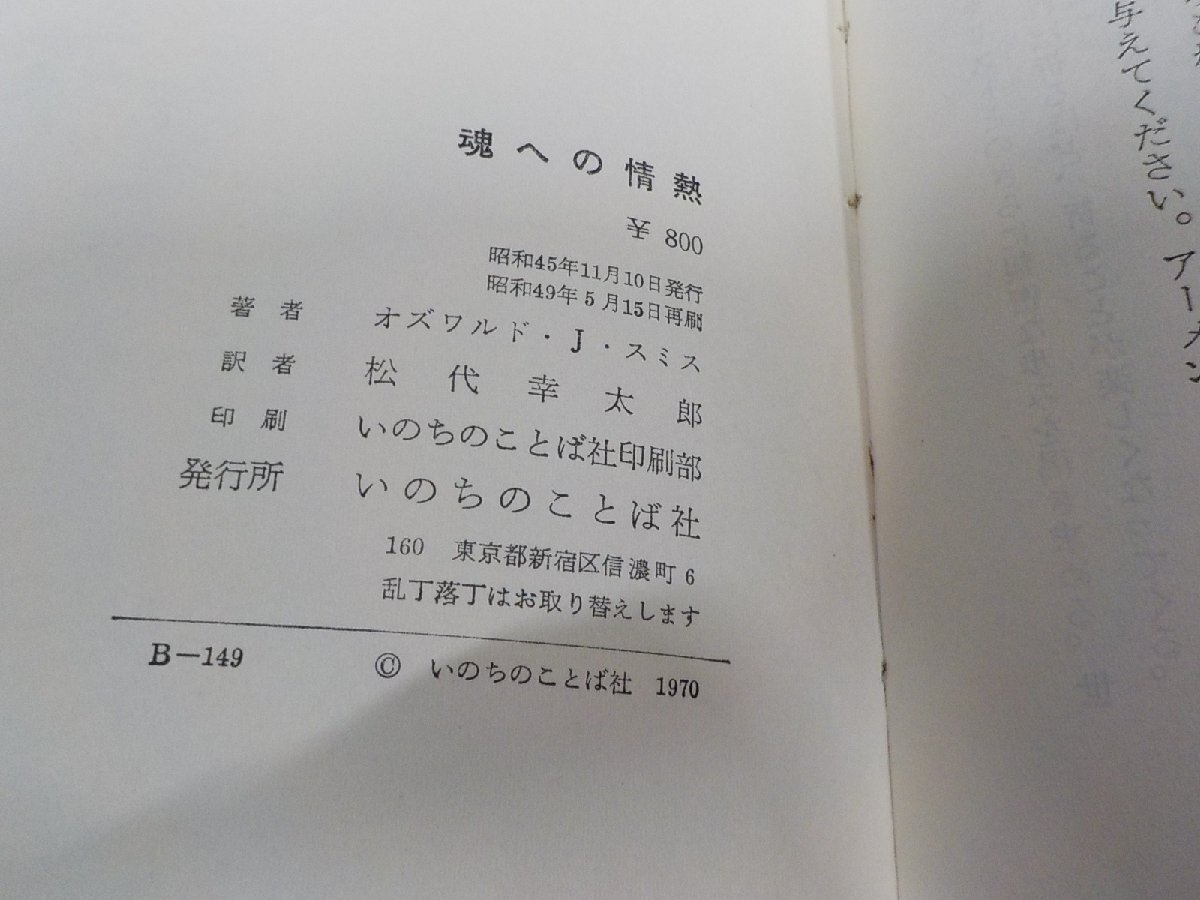 魂への情熱
¥ 800
昭和45年11月10日発行
昭和49年5月15日再刷
著者 オズワルド・J・スミス
訳者 松代幸太郎
印刷 いのちのことば社印刷部
発行所 いのちのことば社
160 東京都新宿区信濃町6
乱丁落丁はお取り替えします
B-149 © いのちのことば社 1970
与えてください。アーメン